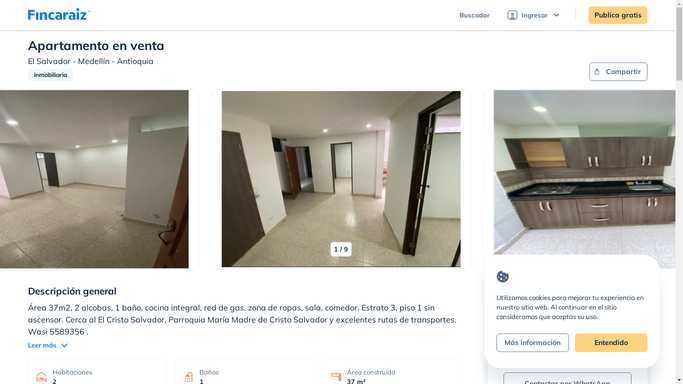 Fincaraiz
Buscador
Ingresar
Publica gratis
Apartamento en venta
El Salvador - Medellín - Antioquia
Inmobiliaria
Compartir
1 / 9
Descripción general
Área 37m2, 2 alcobas, 1 baño, cocina integral, red de gas, zona de ropas, sala, comedor. Estrato 3, piso 1 sin
ascensor. Cerca al El Cristo Salvador, Parroquia María Madre de Cristo Salvador y excelentes rutas de transportes.
Wasi 5589356 .
Leer más
Utilizamos cookies para mejorar tu experiencia en
nuestro sitio web. Al continuar en el sitio
consideramos que aceptas su uso.
Más información
Entendido
Habitaciones
2
Baños
1
Área construida
37 m²
Contactar por WhatsApp